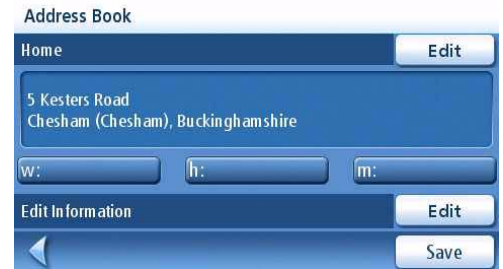 Address Book
Home Edit
5 Kesters Road
Chesham (Chesham), Buckinghamshire
w: h: m:
Edit Information Edit
Save